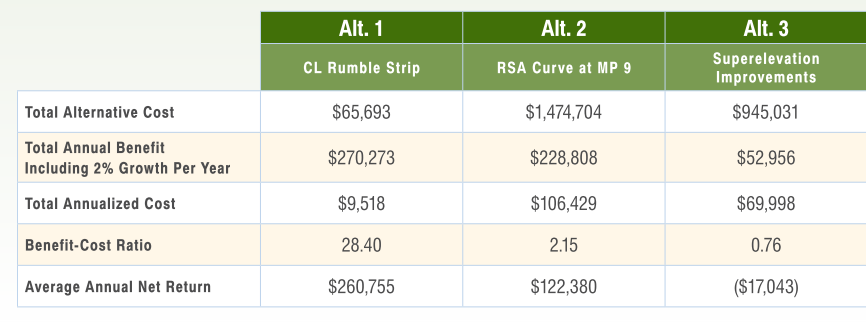 Alt. 1 Alt. 2 Alt. 3
CL Rumble Strip RSA Curve at MP 9 Superelevation
Improvements
Total Alternative Cost $65,693 $1,474,704 $945,031
Total Annual Benefit
Including 2% Growth Per Year $270,273 $228,808 $52,956
Total Annualized Cost $9,518 $106,429 $69,998
Benefit-Cost Ratio 28.40 2.15 0.76
Average Annual Net Return $260,755 $122,380 ($17,043)